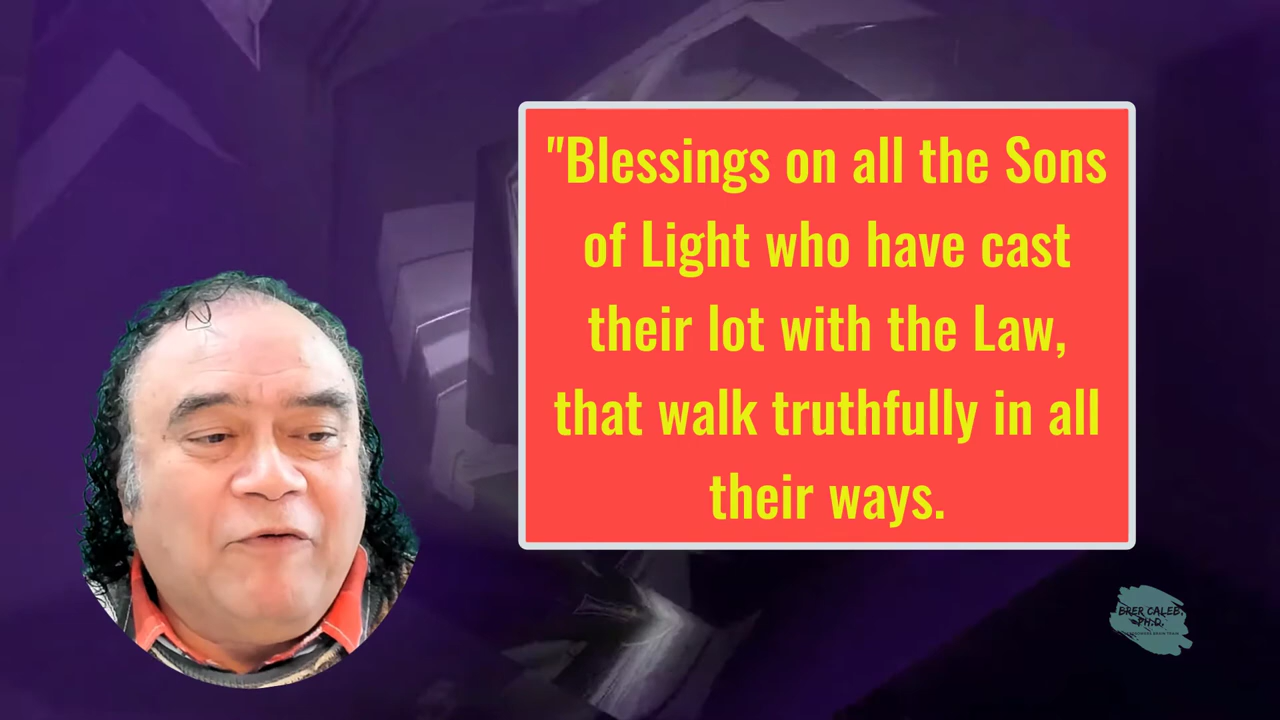 "Blessings on all the Sons
of Light who have cast
their lot with the Law,
that walk truthfully in all
their ways.
BRER CALEB,
PH.D.